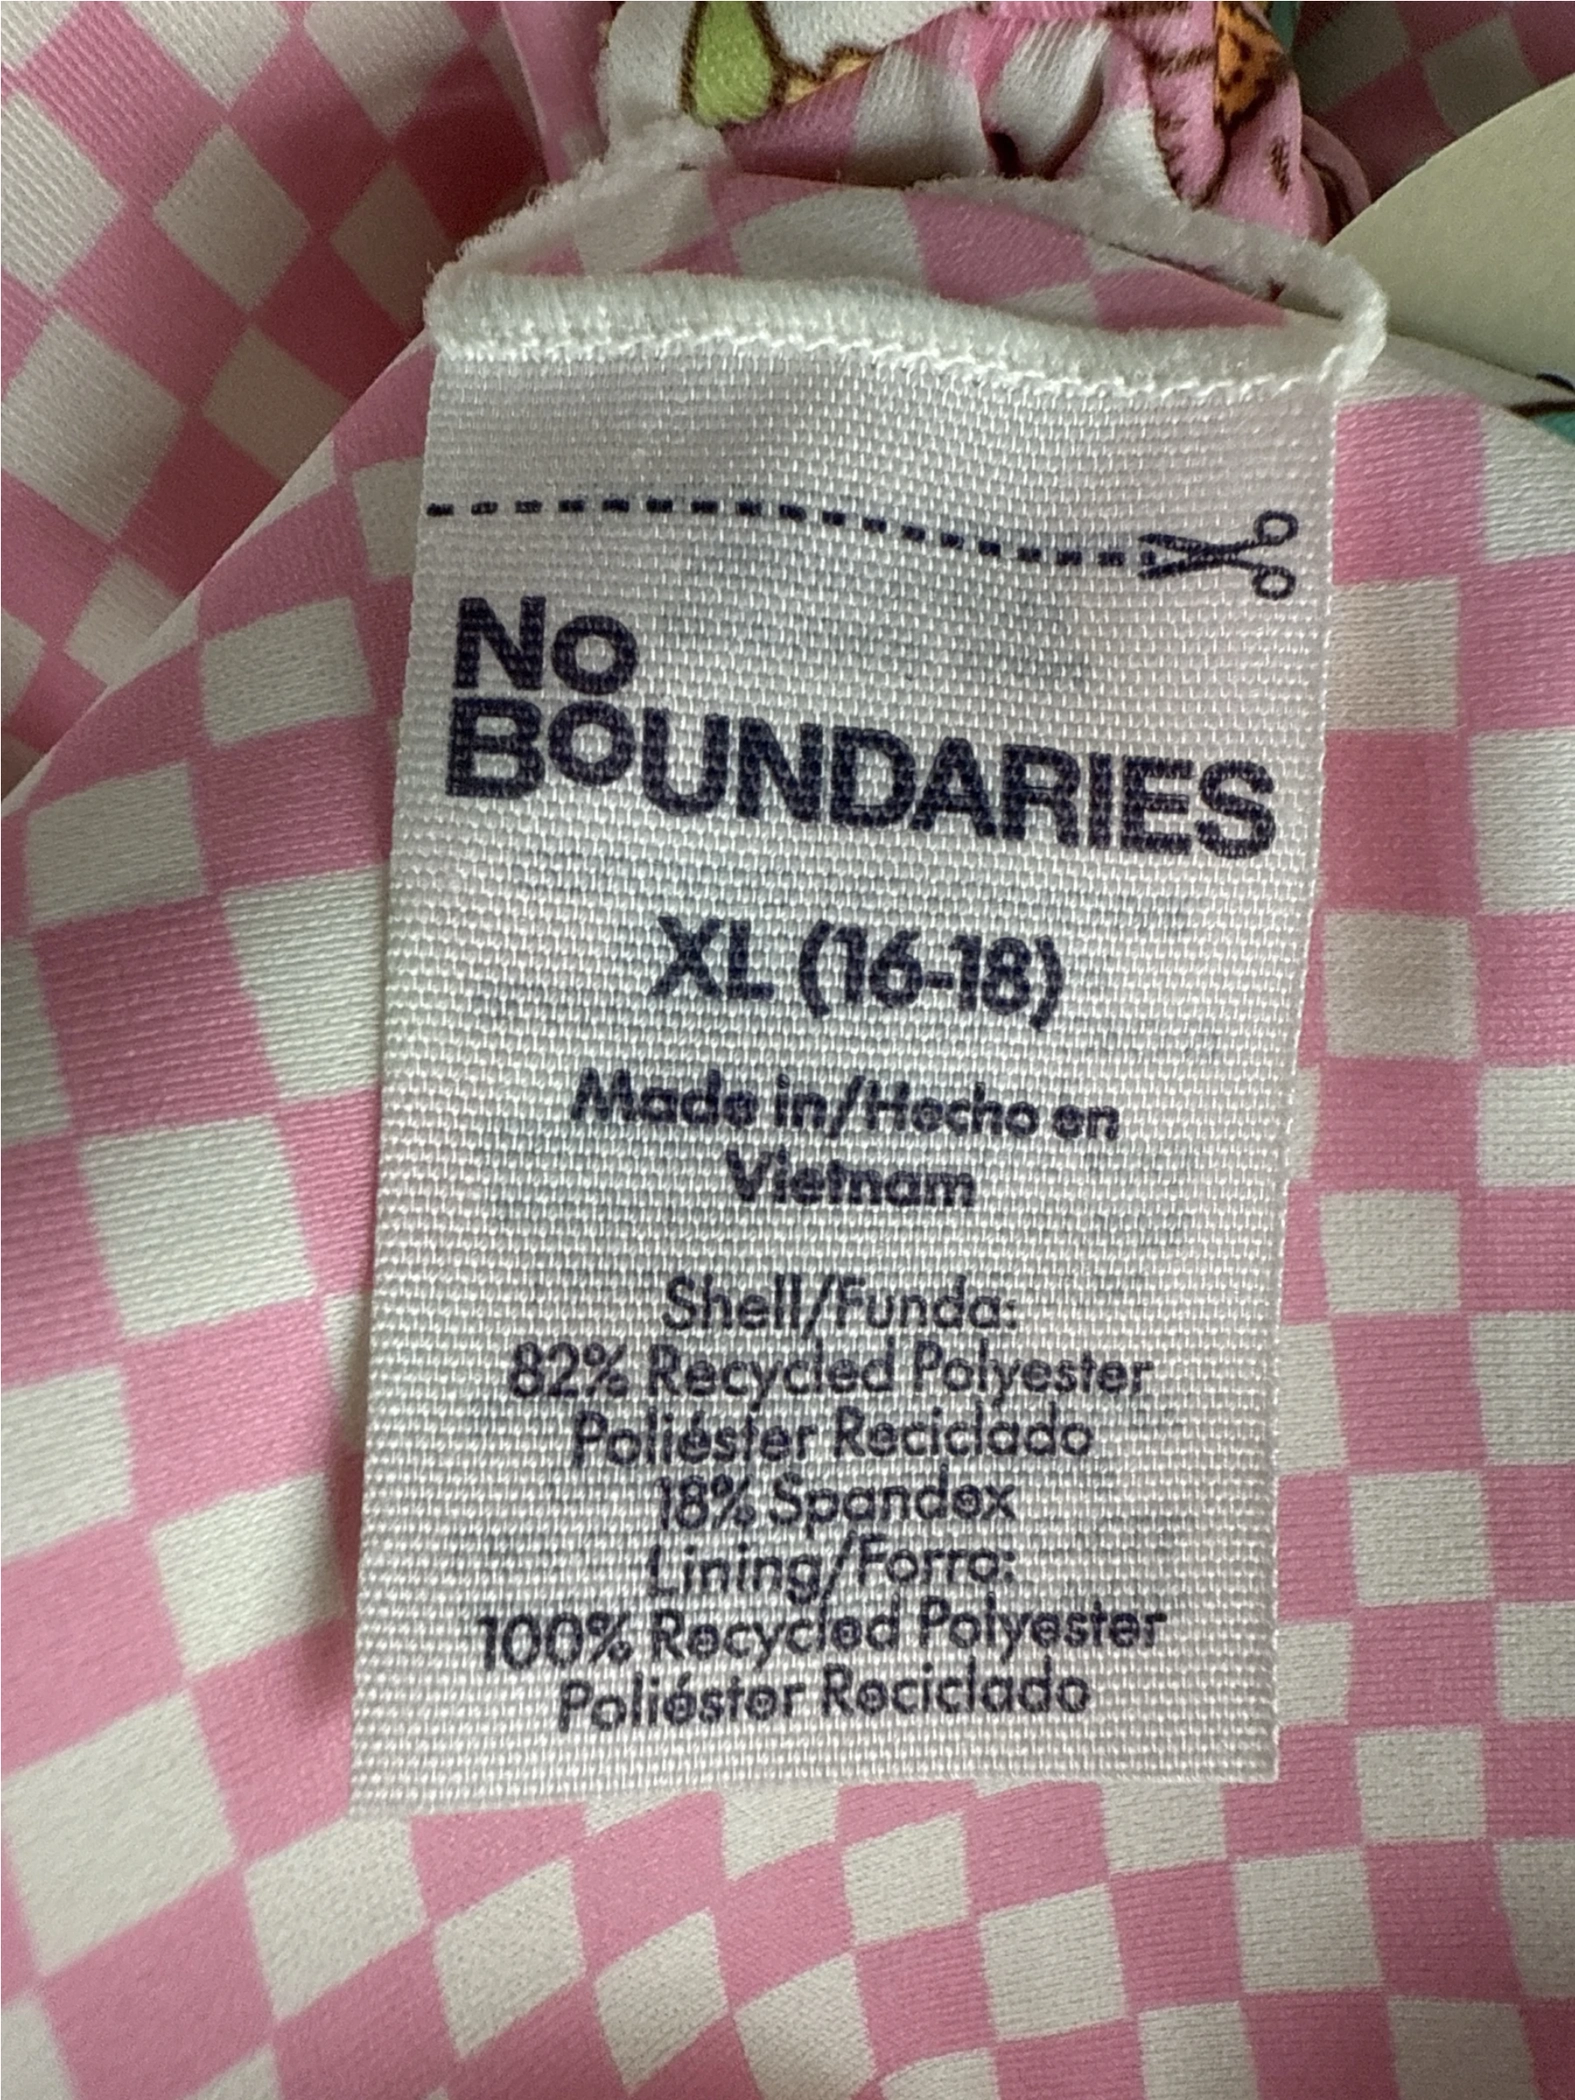 NO
BOUNDARIES
XL (16-18)
Made in/Hecho en
Vietnam
Shell/Funda:
82% Recycled Polyester
Poliéster Reciclado
18% Spandex
Lining/Forro:
100% Recycled Polyester
Poliéster Reciclado